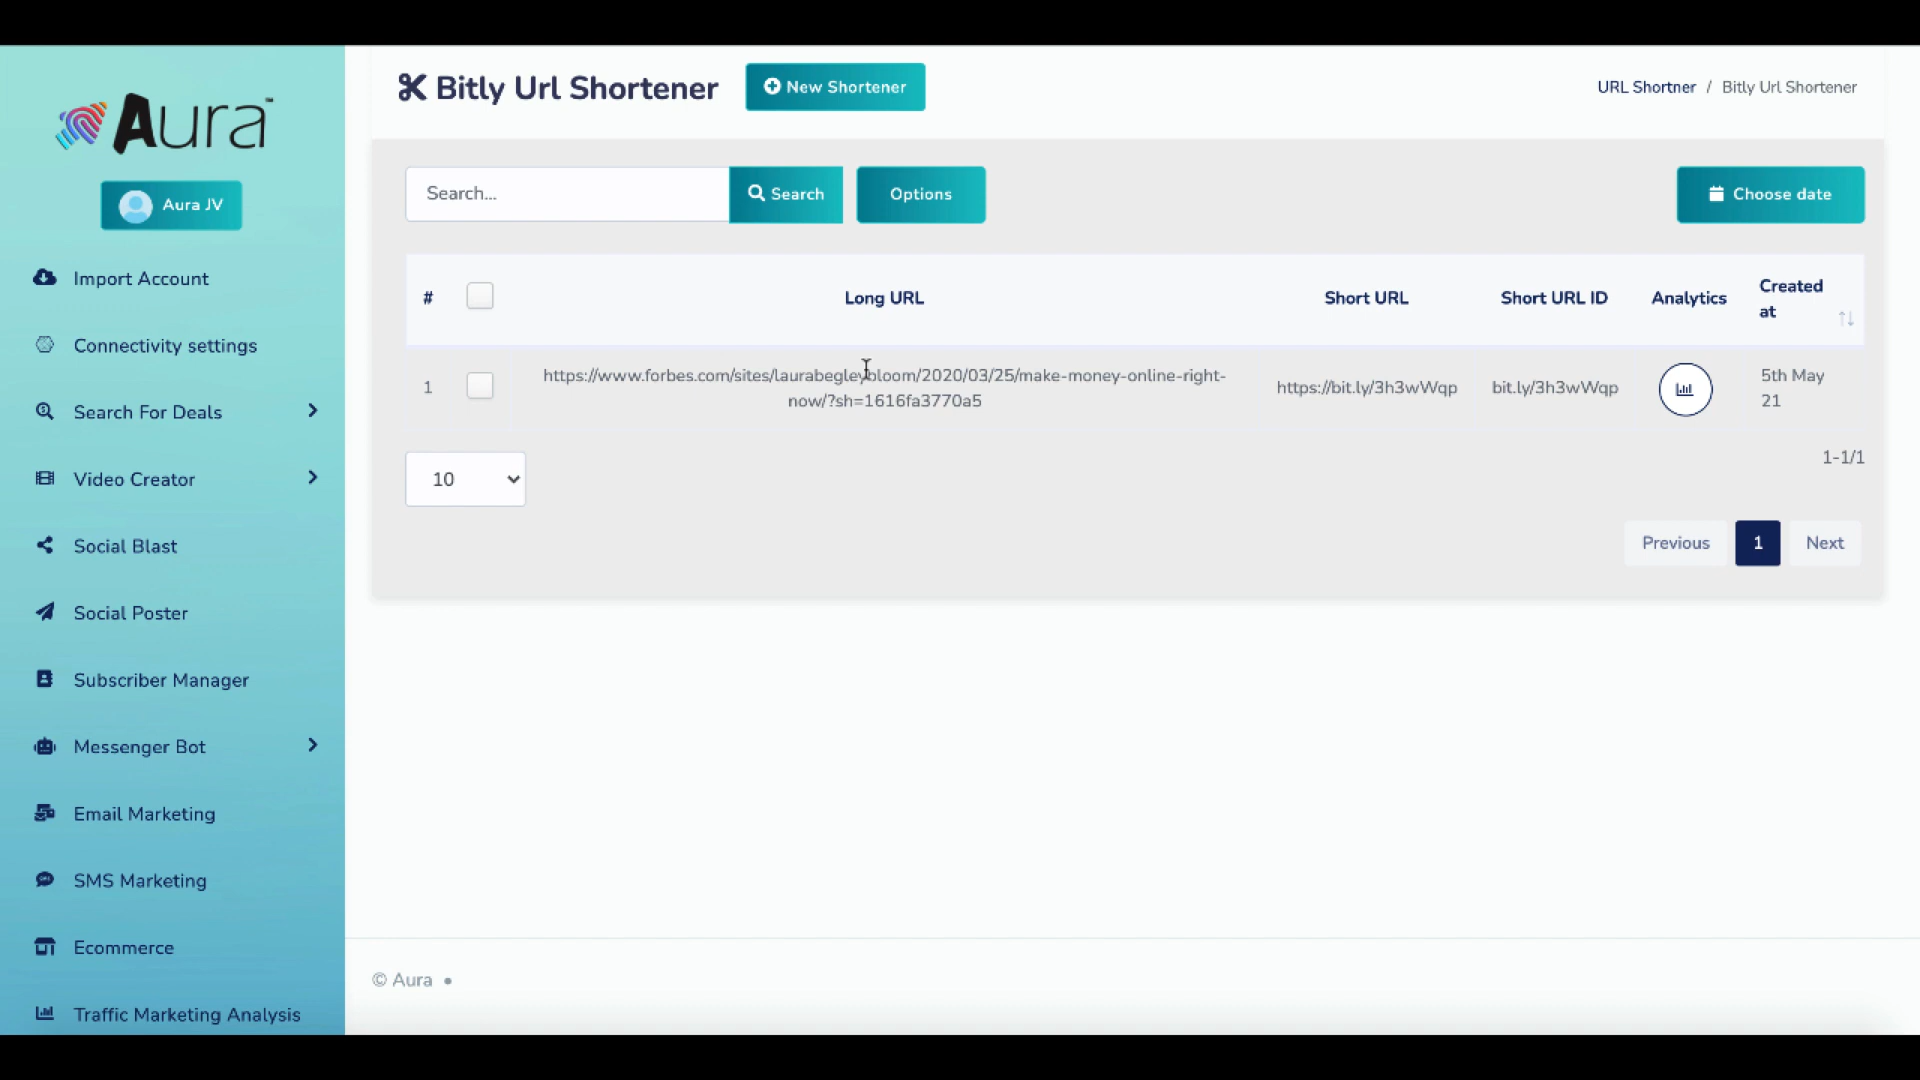 Aura™
Aura JV
Import Account
Connectivity settings
Search For Deals
Video Creator
Social Blast
Social Poster
Subscriber Manager
Messenger Bot
Email Marketing
SMS Marketing
Ecommerce
Traffic Marketing Analysis
Bitly Url Shortener
New Shortener
URL Shortner / Bitly Url Shortener
Search...
Search
Options
Choose date
# Long URL Short URL Short URL ID Analytics Created
at
1 https://www.forbes.com/sites/laurabegleybloom/2020/03/25/make-money-online-right-
now/?sh=1616fa3770a5
https://bit.ly/3h3wWqp
bit.ly/3h3wWqp
5th May
21
10
1-1/1
Previous 1 Next
© Aura •